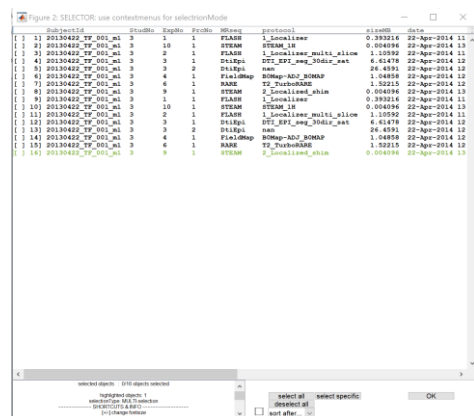 Figure 2: SELECTOR: use contextmenus for selectrionMode
SubjectId StudNo ExpNo PrcNo MRseq protocol sizeMB date
[ ] 1] 20130422_TF_001_m1 3 1 1 FLASH 1_Localizer 0.393216 22-Apr-2014 11
[ ] 2] 20130422_TF_001_m1 3 10 1 STEAM STEAM_1H 0.004096 22-Apr-2014 13
[ ] 3] 20130422_TF_001_m1 3 2 1 FLASH 1_Localizer_multi_slice 1.10592 22-Apr-2014 11
[ ] 4] 20130422_TF_001_m1 3 3 1 DtiEpi DTI_EPI_seg_30dir_sat 6.61478 22-Apr-2014 12
[ ] 5] 20130422_TF_001_m1 3 3 2 DtiEpi nan 26.4591 22-Apr-2014 12
[ ] 6] 20130422_TF_001_m1 3 4 1 FieldMap B0Map-ADJ_B0MAP 1.04858 22-Apr-2014 12
[ ] 7] 20130422_TF_001_m1 3 6 1 RARE T2_TurboRARE 1.52215 22-Apr-2014 12
[ ] 8] 20130422_TF_001_m1 3 9 1 STEAM 2_Localized_shim 0.004096 22-Apr-2014 13
[ ] 9] 20130422_TF_001_m1 3 1 1 FLASH 1_Localizer 0.393216 22-Apr-2014 11
[ ] 10] 20130422_TF_001_m1 3 10 1 STEAM STEAM_1H 0.004096 22-Apr-2014 13
[ ] 11] 20130422_TF_001_m1 3 2 1 FLASH 1_Localizer_multi_slice 1.10592 22-Apr-2014 11
[ ] 12] 20130422_TF_001_m1 3 3 1 DtiEpi DTI_EPI_seg_30dir_sat 6.61478 22-Apr-2014 12
[ ] 13] 20130422_TF_001_m1 3 3 2 DtiEpi nan 26.4591 22-Apr-2014 12
[ ] 14] 20130422_TF_001_m1 3 4 1 FieldMap B0Map-ADJ_B0MAP 1.04858 22-Apr-2014 12
[ ] 15] 20130422_TF_001_m1 3 6 1 RARE T2_TurboRARE 1.52215 22-Apr-2014 12
[ ] 16] 20130422_TF_001_m1 3 9 1 STEAM 2_Localized_shim 0.004096 22-Apr-2014 13
selected objects : 0/16 objects selected
highlighted objects: 1
selectionType: MULTI-selection
SHORTCUTS & INFO
[+/-] change fontsize
select all select specific OK
deselect all
sort after...